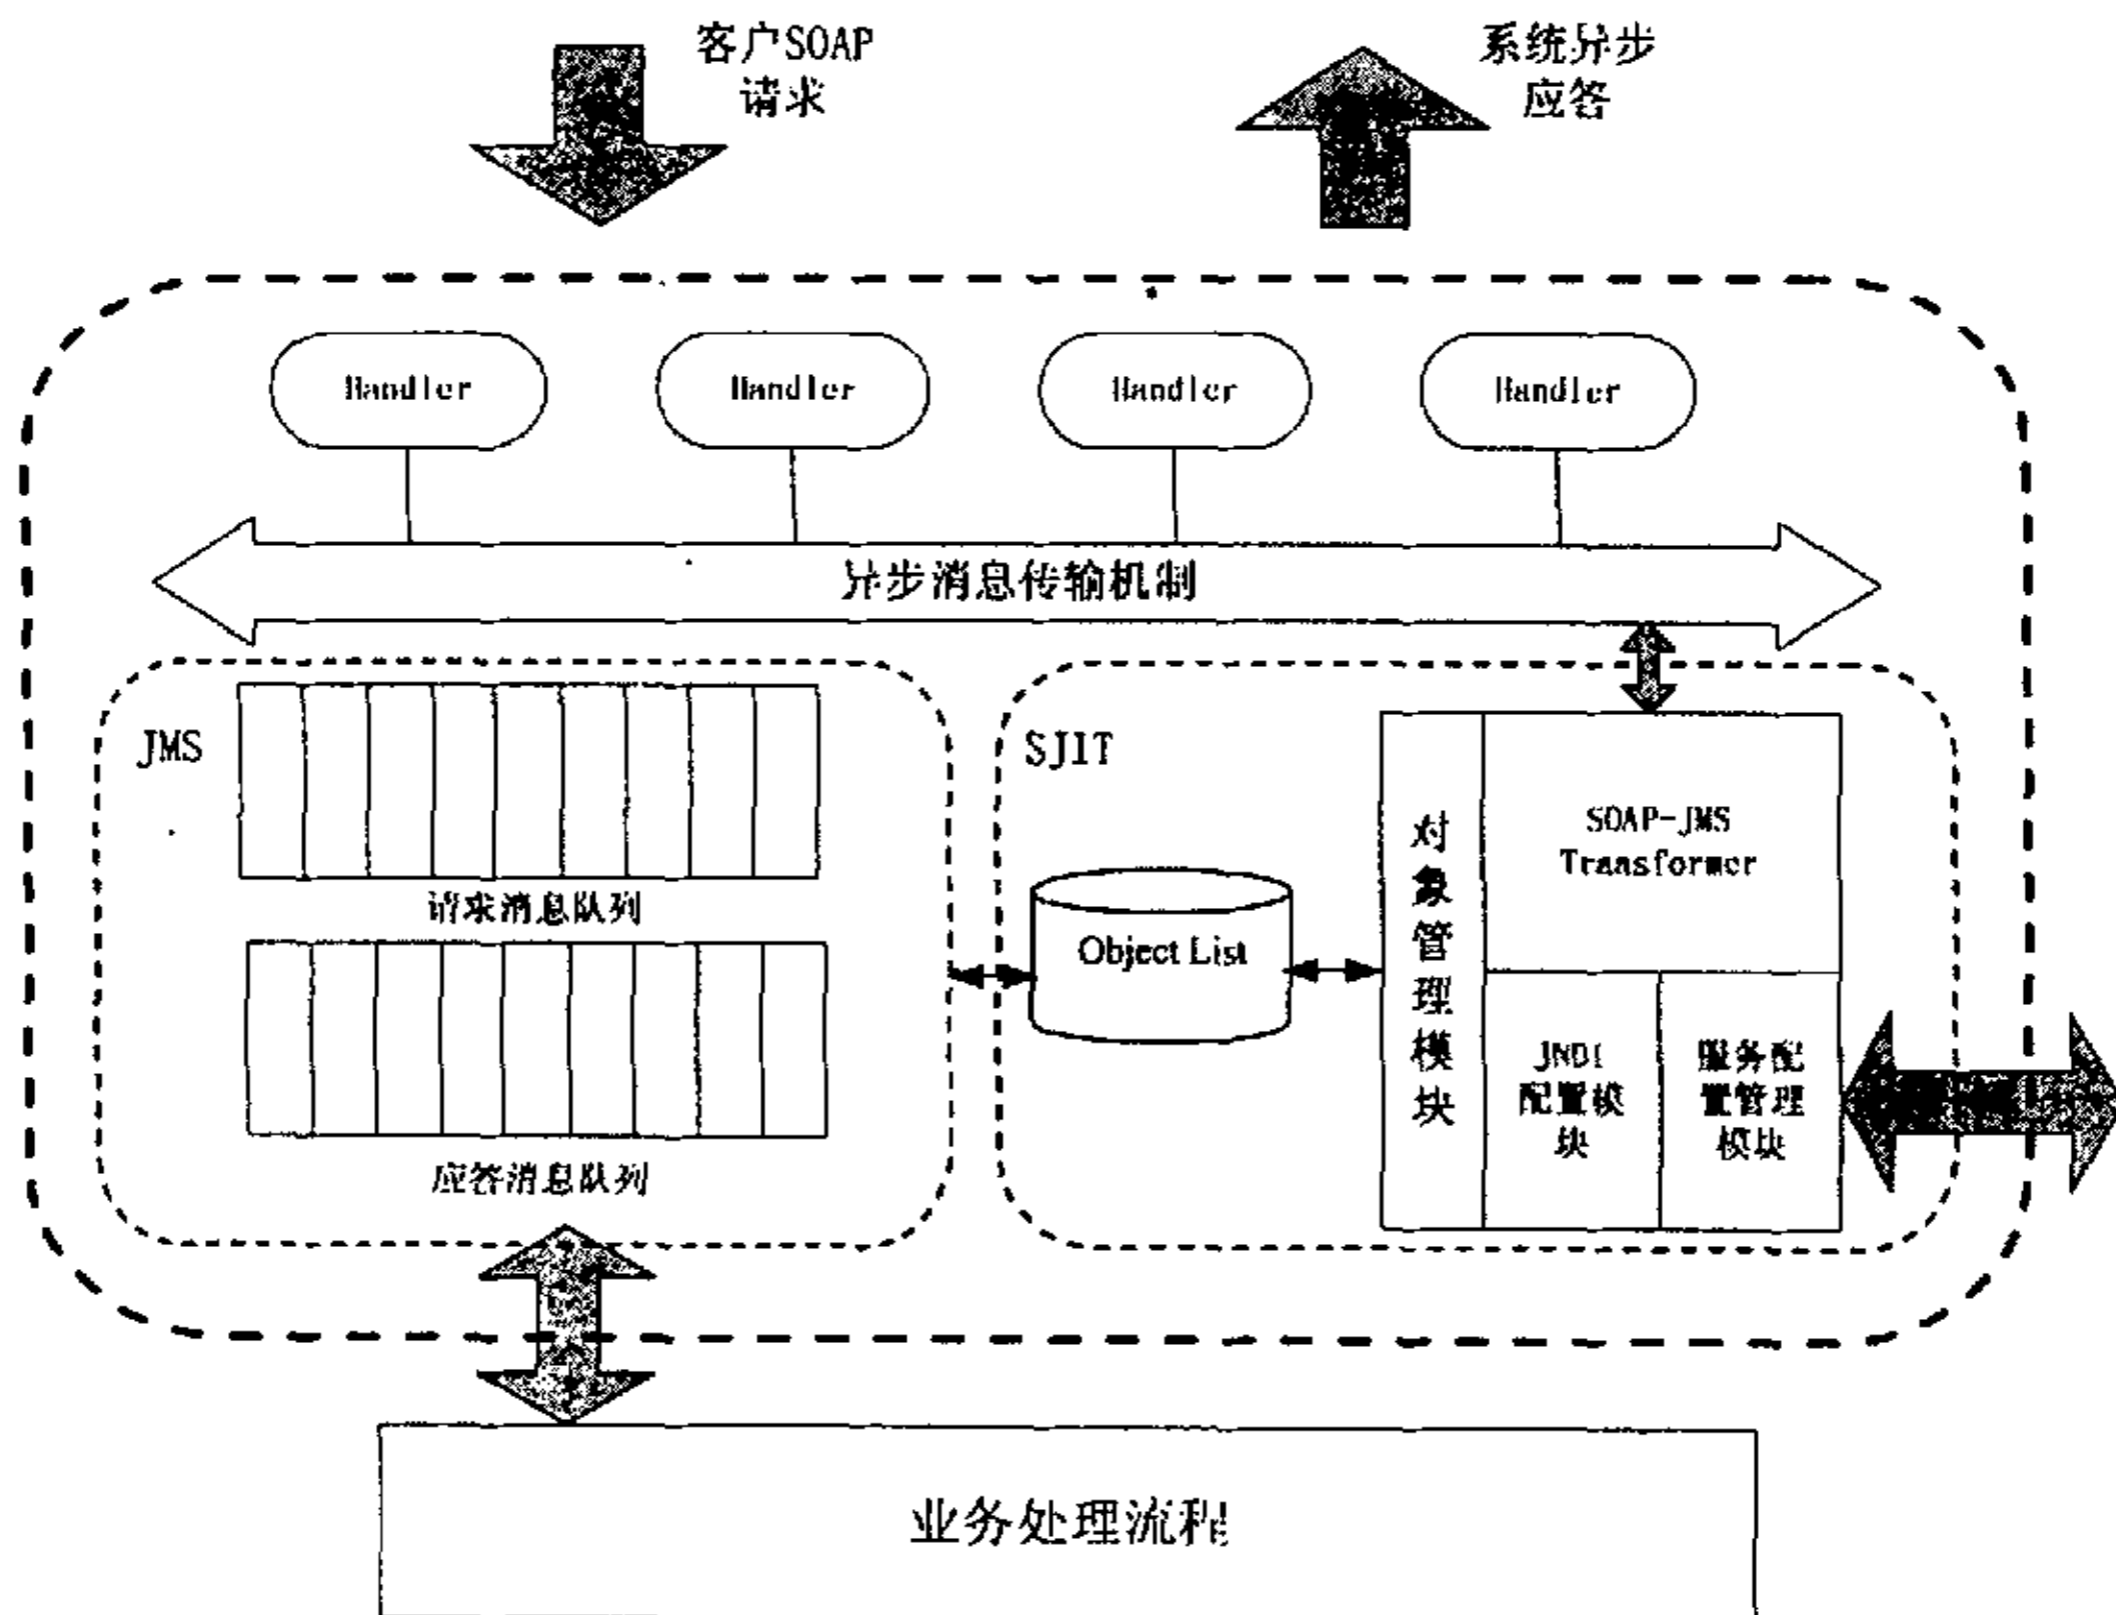 客户SOAP
请求
系统异步
应答
Handler
Handler
Handler
Handler
异步消息传输机制
JMS
请求消息队列
应答消息队列
SJIT
Object List
对
象
管
理
模
块
SOAP-JMS
Transformer
JNDI
配置模
块
服务配
置管理
模块
业务处理流程